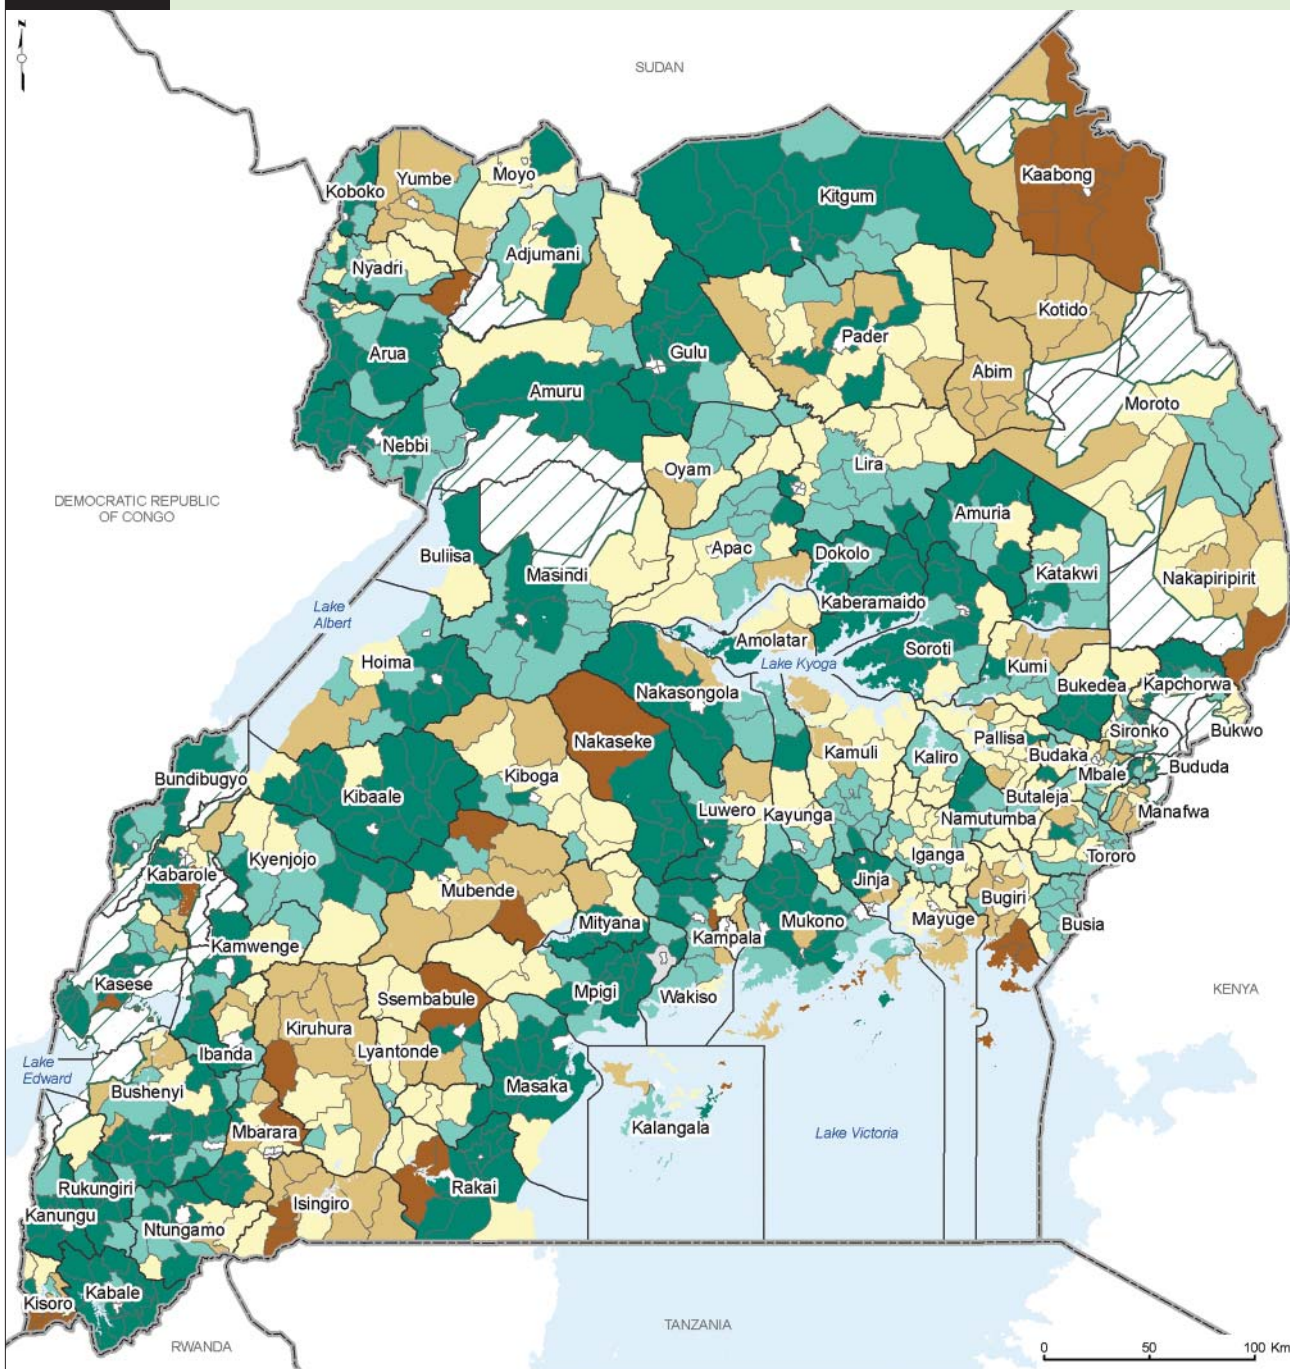 N
SUDAN
Kaabong
Moyo
Yumbe
Koboko
Kitgum
Adjumani
Nyadri
Kotido
Pader
Arua
Gulu
Abim
Amuru
Moroto
Nebbi
Oyam
Lira
DEMOCRATIC REPUBLIC
OF CONGO
Amuria
Apac
Dokolo
Buliisa
Masindi
Katakwi
Nakapiripirit
Lake
Albert
Kaberamaido
Amolatar
Soroti
Hoima
Lake Kyoga
Kumi
Nakasongola
Bukedea
Kapchorwa
Sironko
Bukwo
Nakaseke
Kamuli
Kaliro
Pallisa
Budaka
Mbale
Bududa
Bundibugyo
Kiboga
Kibaale
Butaleja
Luwero
Kayunga
Namutumba
Manafwa
Kyenjojo
Iganga
Tororo
Kabarole
Jinja
Mubende
Bugiri
Mityana
Mukono
Mayuge
Busia
Kamwenge
Kampala
Kasese
Ssembabule
Mpigi
Wakiso
KENYA
Kiruhura
Ibanda
Lyantonde
Lake
Edward
Bushenyi
Masaka
Mbarara
Kalangala
Lake Victoria
Rukungiri
Rakai
Isingiro
Kanungu
Ntungamo
Kabale
Kisoro
TANZANIA
RWANDA
0 50 100 Km